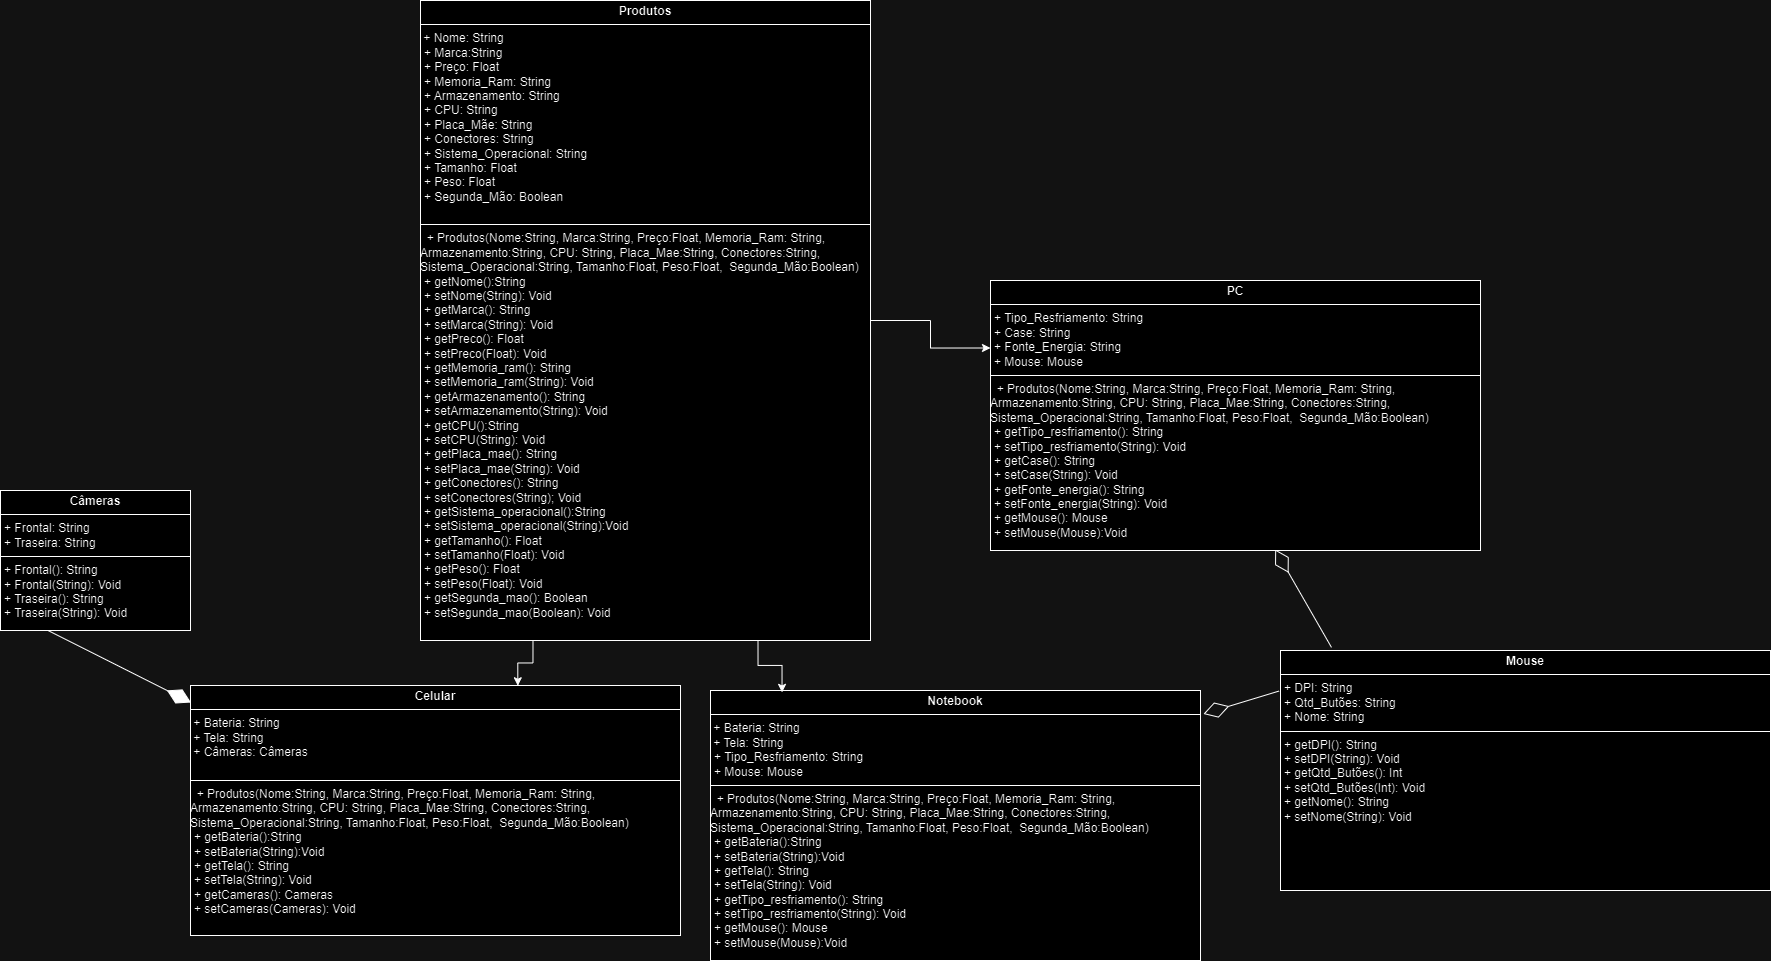 Produtos
+ Nome: String
+ Marca:String
+ Preço: Float
+ Memoria_Ram: String
+ Armazenamento: String
+ CPU: String
+ Placa_Mãe: String
+ Conectores: String
+ Sistema_Operacional: String
+ Tamanho: Float
+ Peso: Float
+ Segunda_Mão: Boolean
+ Produtos(Nome:String, Marca:String, Preço:Float, Memoria_Ram: String,
Armazenamento:String, CPU: String, Placa_Mae:String, Conectores:String,
Sistema_Operacional:String, Tamanho:Float, Peso:Float, Segunda_Mão:Boolean)
+ getNome():String
+ setNome(String): Void
+ getMarca(): String
+ setMarca(String): Void
+ getPreco(): Float
+ setPreco(Float): Void
+ getMemoria_ram(): String
+ setMemoria_ram(String): Void
+ getArmazenamento(): String
+ setArmazenamento(String): Void
+ getCPU():String
+ setCPU(String): Void
+ getPlaca_mae(): String
+ setPlaca_mae(String): Void
+ getConectores(): String
+ setConectores(String); Void
+ getSistema_operacional():String
+ setSistema_operacional(String):Void
+ getTamanho(): Float
+ setTamanho(Float): Void
+ getPeso(): Float
+ setPeso(Float): Void
+ getSegunda_mao(): Boolean
+ setSegunda_mao(Boolean): Void
PC
+ Tipo_Resfriamento: String
+ Case: String
+ Fonte_Energia: String
+ Mouse: Mouse
+ Produtos(Nome:String, Marca:String, Preço:Float, Memoria_Ram: String,
Armazenamento:String, CPU: String, Placa_Mae:String, Conectores:String,
Sistema_Operacional:String, Tamanho:Float, Peso:Float, Segunda_Mão:Boolean)
+ getTipo_resfriamento(): String
+ setTipo_resfriamento(String): Void
+ getCase(): String
+ setCase(String): Void
+ getFonte_energia(): String
+ setFonte_energia(String): Void
+ getMouse(): Mouse
+ setMouse(Mouse):Void
Câmeras
+ Frontal: String
+ Traseira: String
+ Frontal(): String
+ Frontal(String): Void
+ Traseira(): String
+ Traseira(String): Void
Celular
+ Bateria: String
+ Tela: String
+ Câmeras: Câmeras
+ Produtos(Nome:String, Marca:String, Preço:Float, Memoria_Ram: String,
Armazenamento:String, CPU: String, Placa_Mae:String, Conectores:String,
Sistema_Operacional:String, Tamanho:Float, Peso:Float, Segunda_Mão:Boolean)
+ getBateria():String
+ setBateria(String):Void
+ getTela(): String
+ setTela(String): Void
+ getCameras(): Cameras
+ setCameras(Cameras): Void
Notebook
+ Bateria: String
+ Tela: String
+ Tipo_Resfriamento: String
+ Mouse: Mouse
+ Produtos(Nome:String, Marca:String, Preço:Float, Memoria_Ram: String,
Armazenamento:String, CPU: String, Placa_Mae:String, Conectores:String,
Sistema_Operacional:String, Tamanho:Float, Peso:Float, Segunda_Mão:Boolean)
+ getBateria():String
+ setBateria(String):Void
+ getTela(): String
+ setTela(String): Void
+ getTipo_resfriamento(): String
+ setTipo_resfriamento(String): Void
+ getMouse(): Mouse
+ setMouse(Mouse):Void
Mouse
+ DPI: String
+ Qtd_Butões: String
+ Nome: String
+ getDPI(): String
+ setDPI(String): Void
+ getQtd_Butões(): Int
+ setQtd_Butões(Int): Void
+ getNome(): String
+ setNome(String): Void